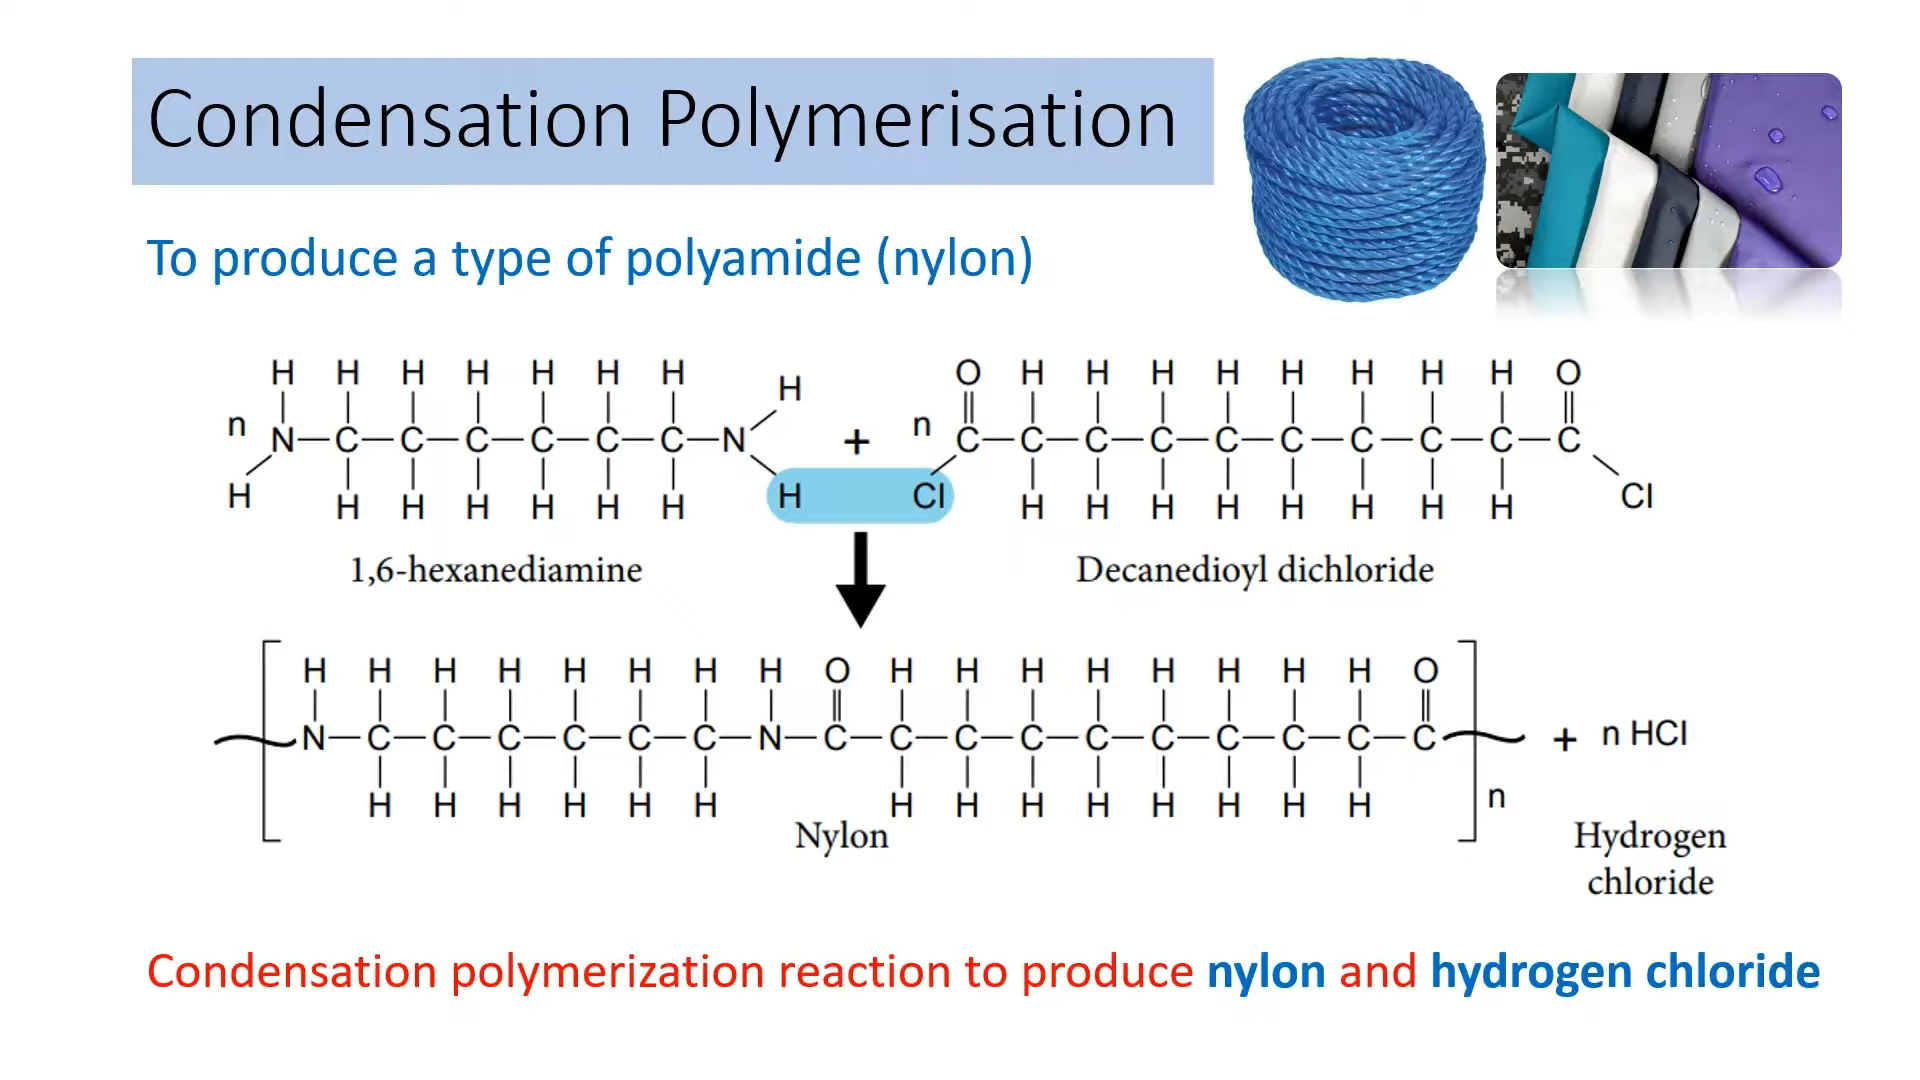 Condensation Polymerisation
To produce a type of polyamide (nylon)
H H H H H H H H O H H H H H H H H O
n N C C C C C C N + n C C C C C C C C C C
H H H H H H H H Cl H H H H H H H H Cl
1,6-hexanediamine Decanedioyl dichloride
H H H H H H H H O H H H H H H H H O
N C C C C C C N C C C C C C C C C C + n HCl
H H H H H H H H H H H H H H n
Nylon Hydrogen
chloride
Condensation polymerization reaction to produce nylon and hydrogen chloride